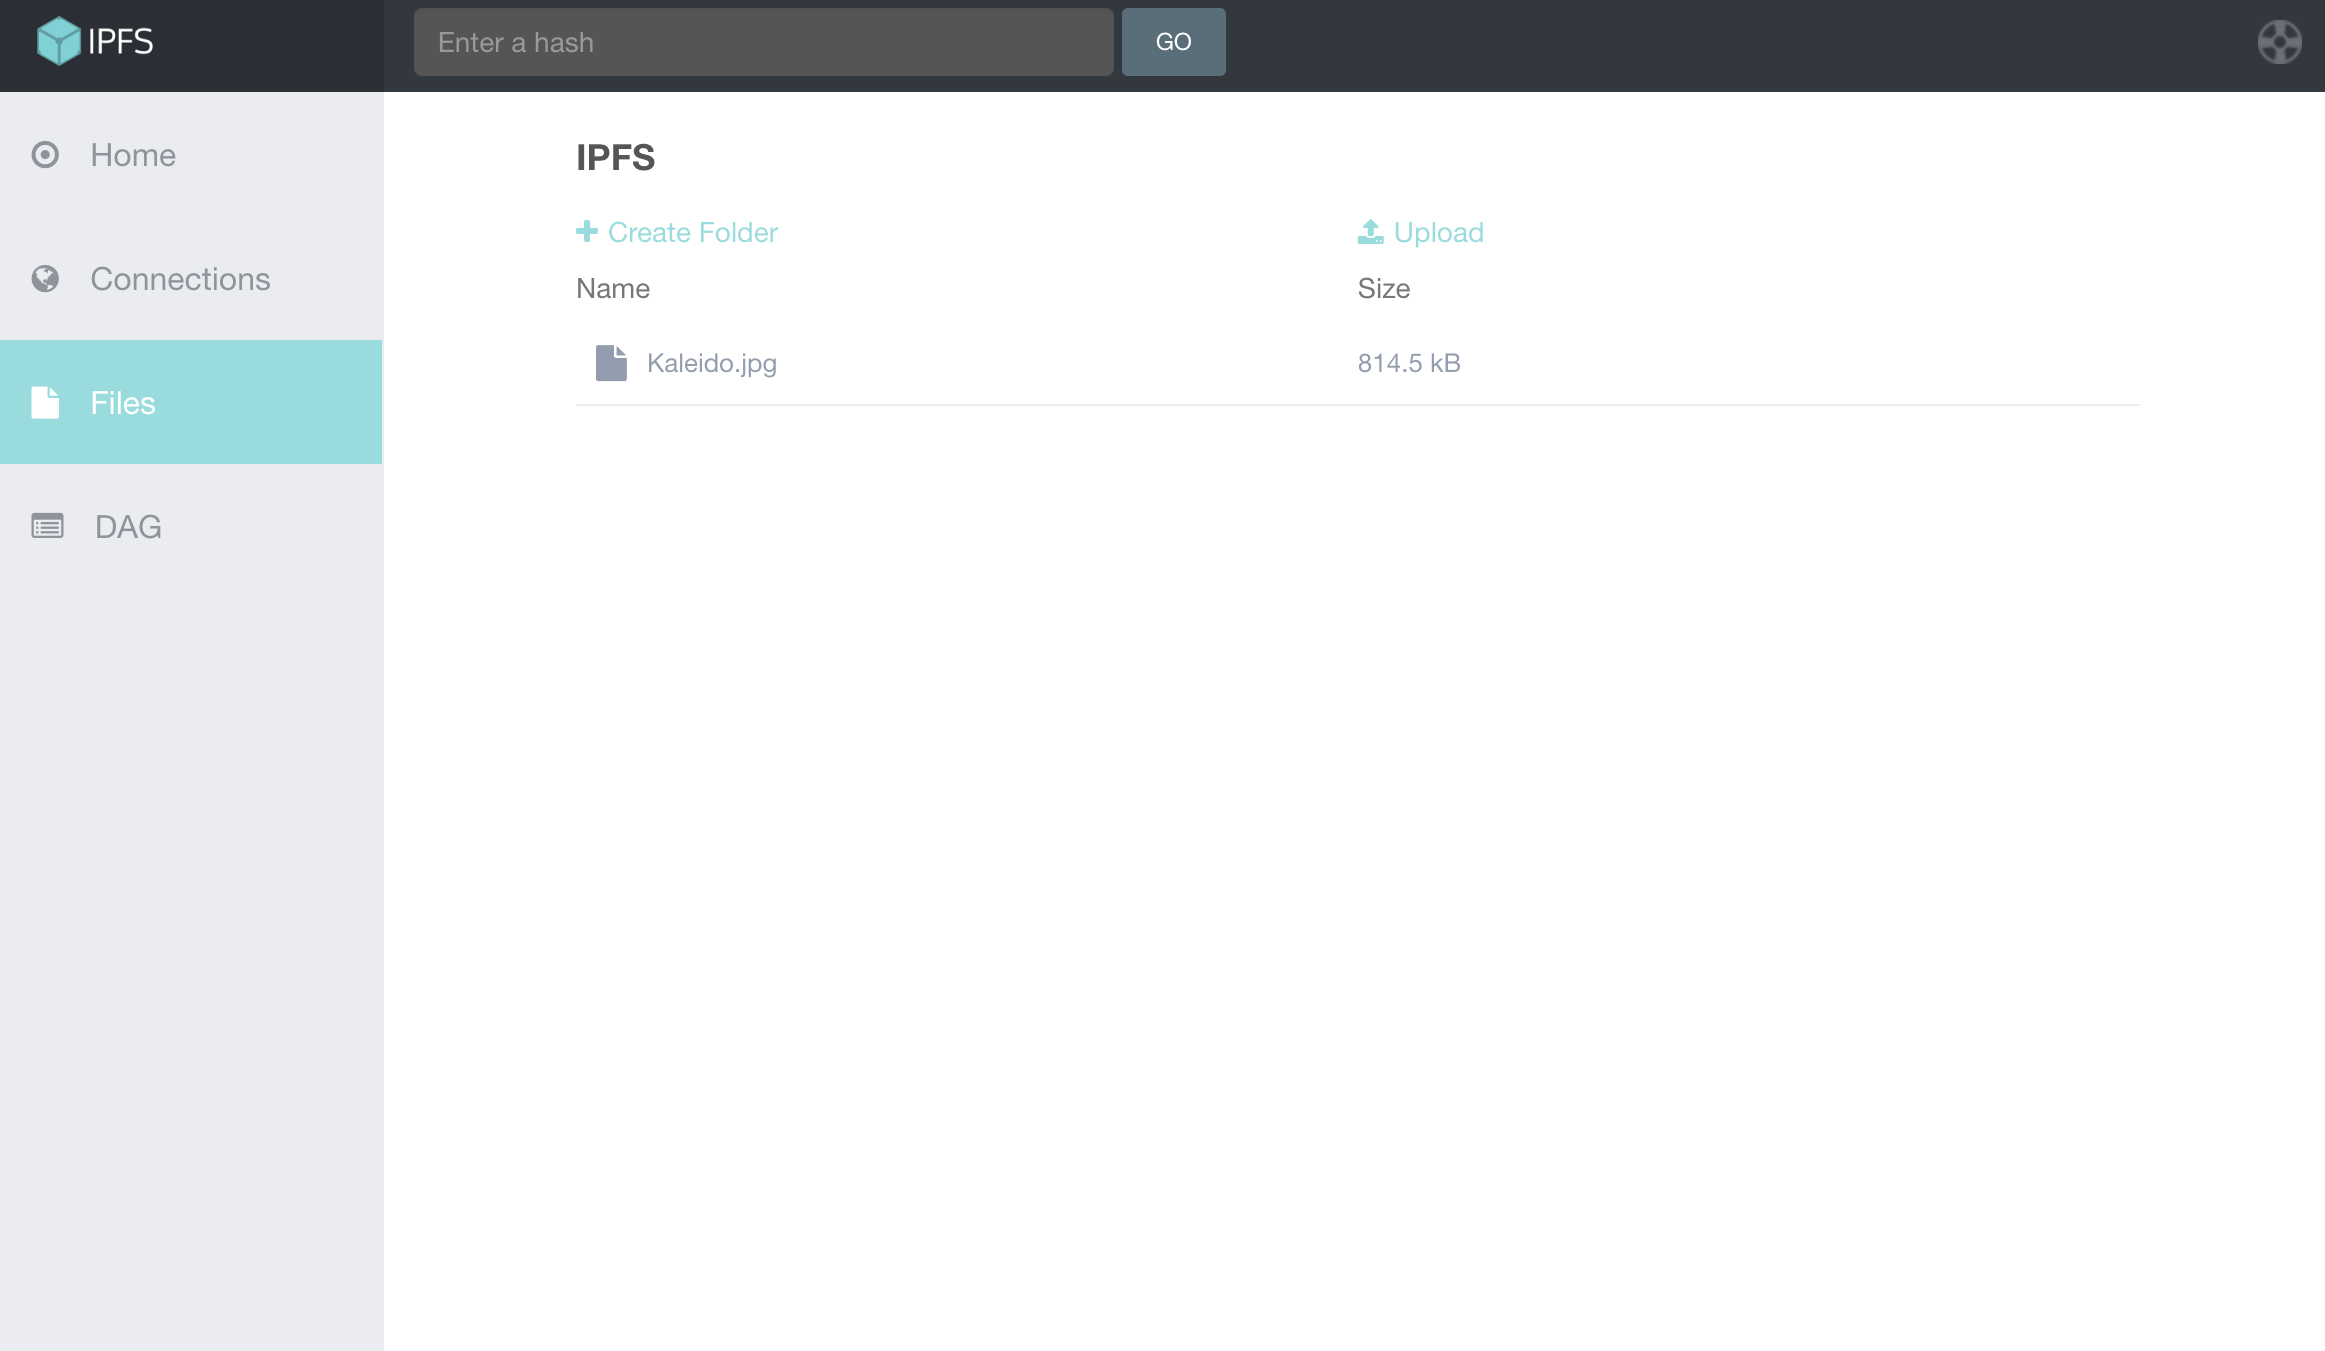 IPFS
Enter a hash
GO
Home
Connections
Files
DAG
IPFS
Create Folder
Upload
Name
Size
Kaleido.jpg
814.5 kB